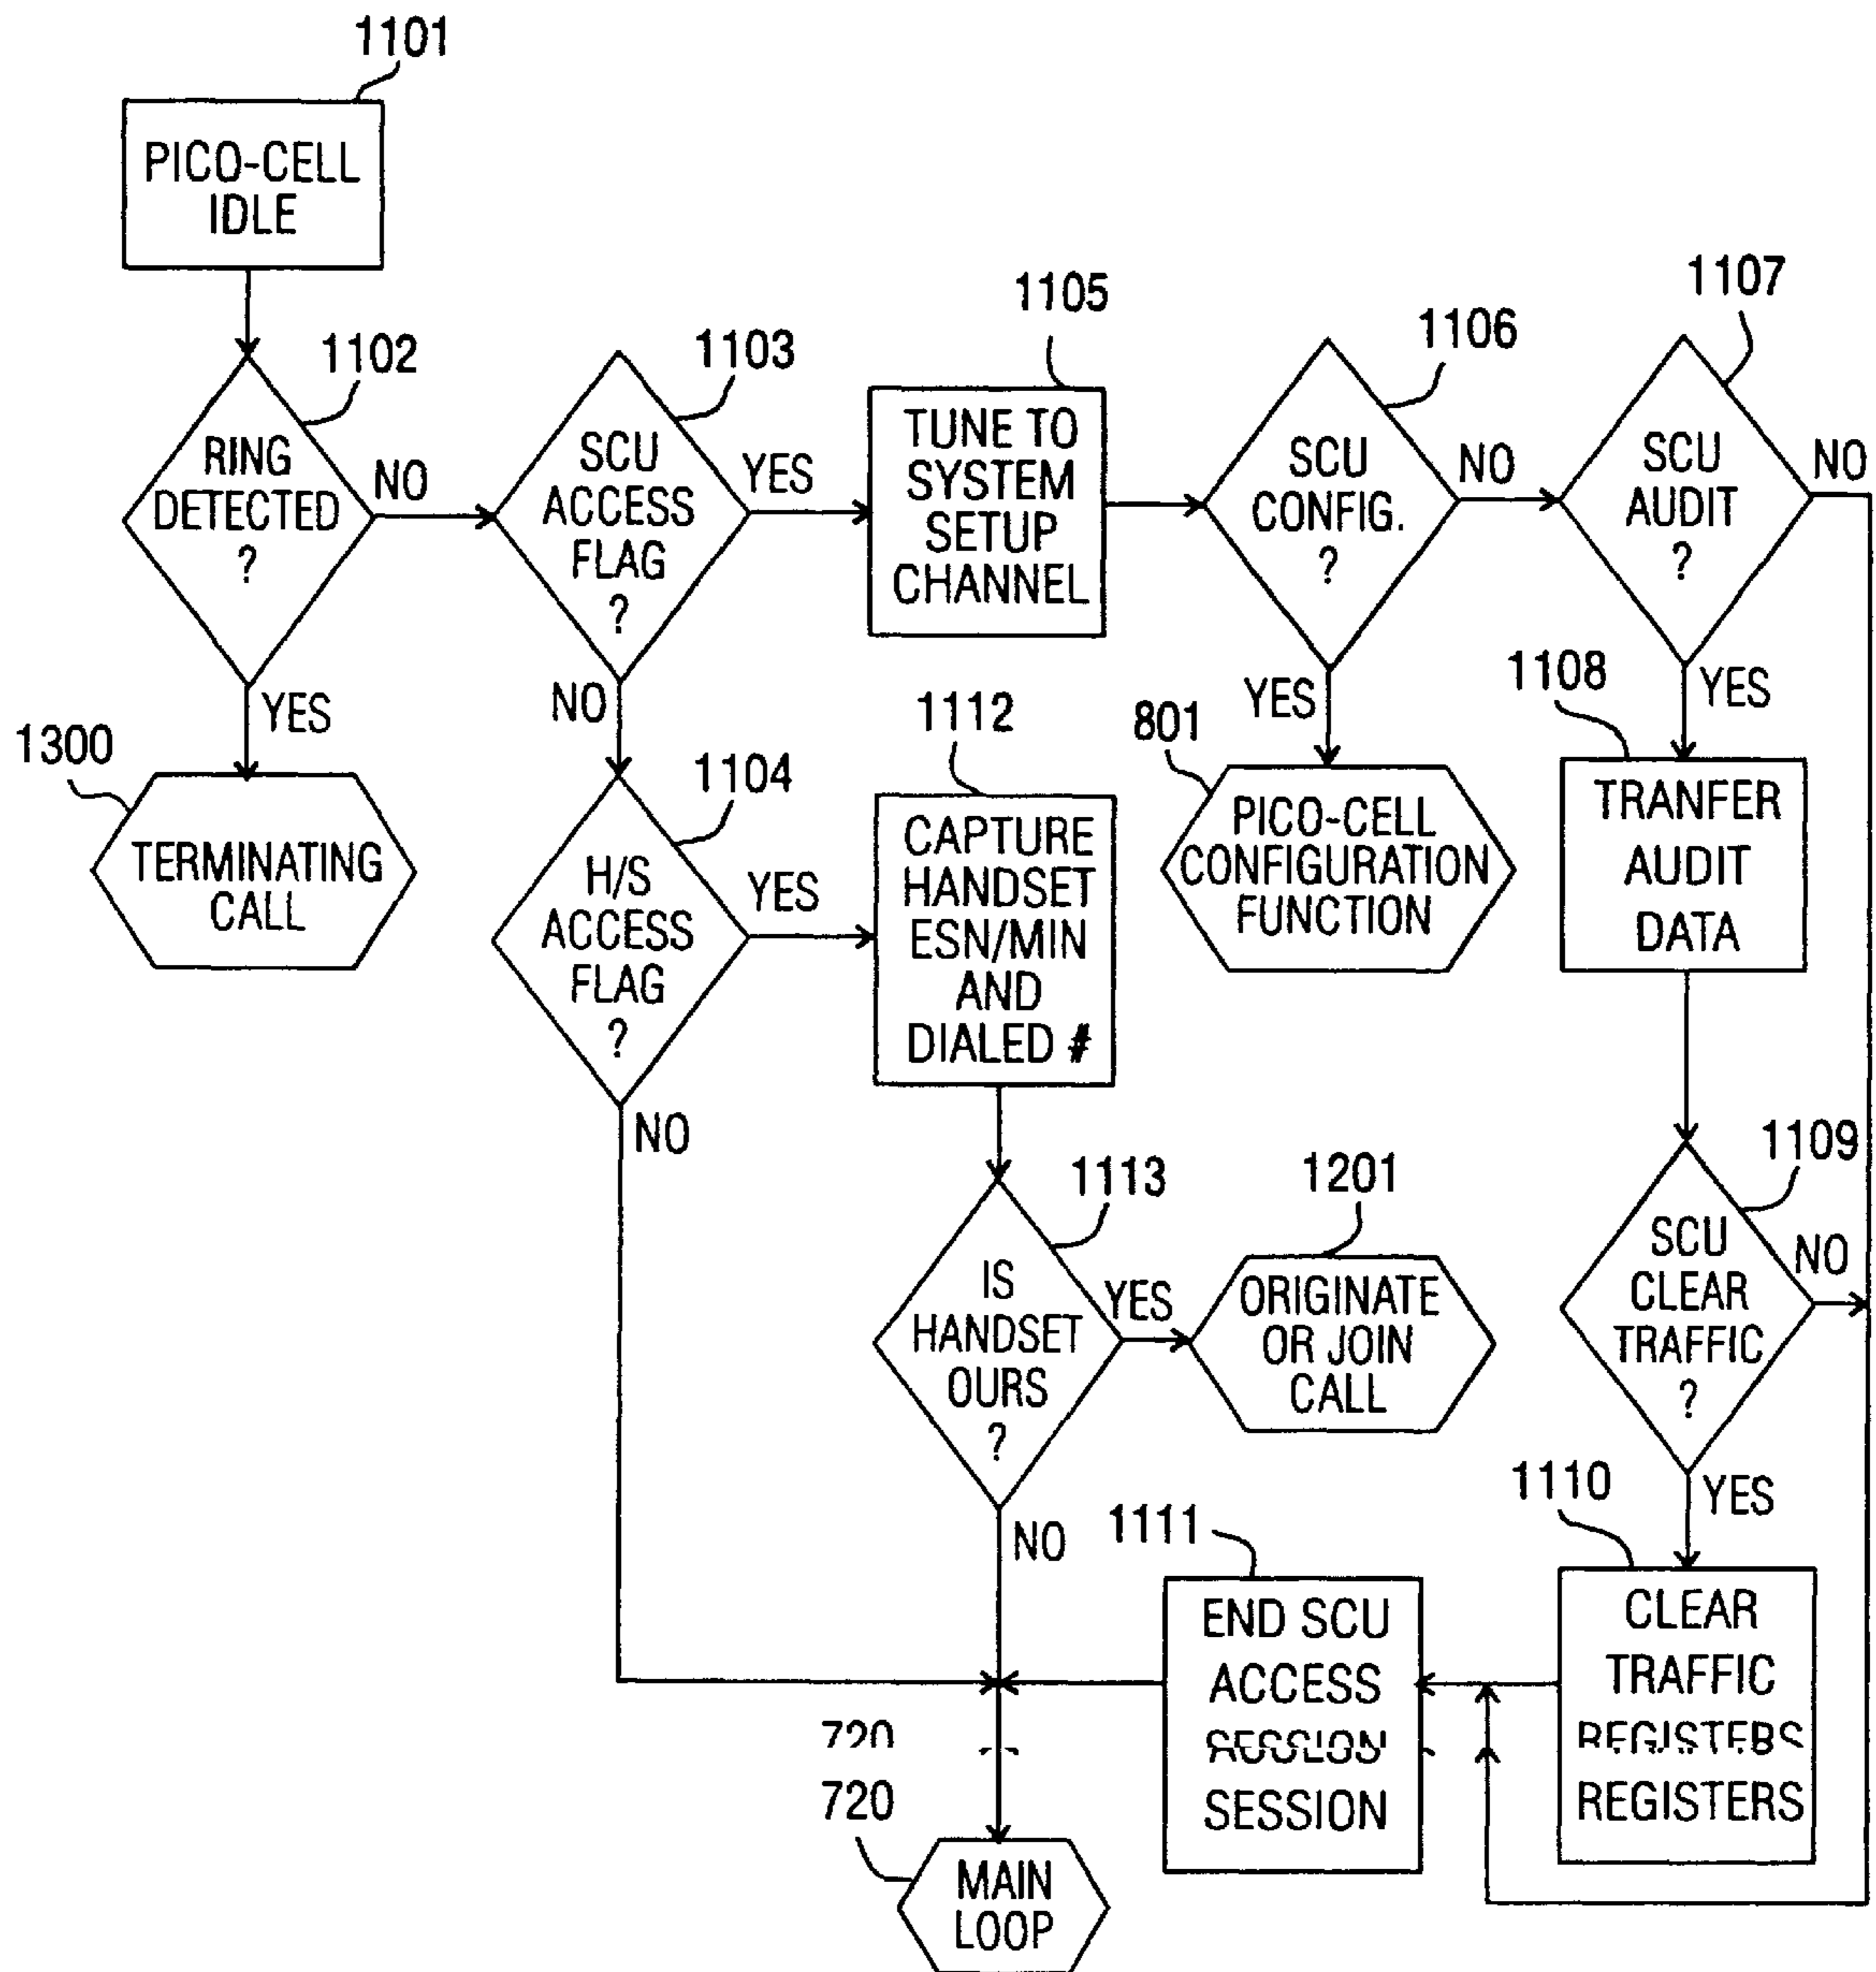 1101
PICO-CELL
IDLE
1102
RING
DETECTED
?
NO
YES
1300
TERMINATING
CALL
1103
SCU
ACCESS
FLAG
?
YES
NO
1105
TUNE TO
SYSTEM
SETUP
CHANNEL
1106
SCU
CONFIG.
?
NO
YES
801
PICO-CELL
CONFIGURATION
FUNCTION
1107
SCU
AUDIT
?
NO
YES
1108
TRANFER
AUDIT
DATA
1104
H/S
ACCESS
FLAG
?
YES
NO
1112
CAPTURE
HANDSET
ESN/MIN
AND
DIALED #
1113
IS
HANDSET
OURS
?
YES
NO
1201
ORIGINATE
OR JOIN
CALL
1109
SCU
CLEAR
TRAFFIC
?
NO
YES
1110
CLEAR
TRAFFIC
REGISTERS
1111
END SCU
ACCESS
SESSION
720
MAIN
LOOP